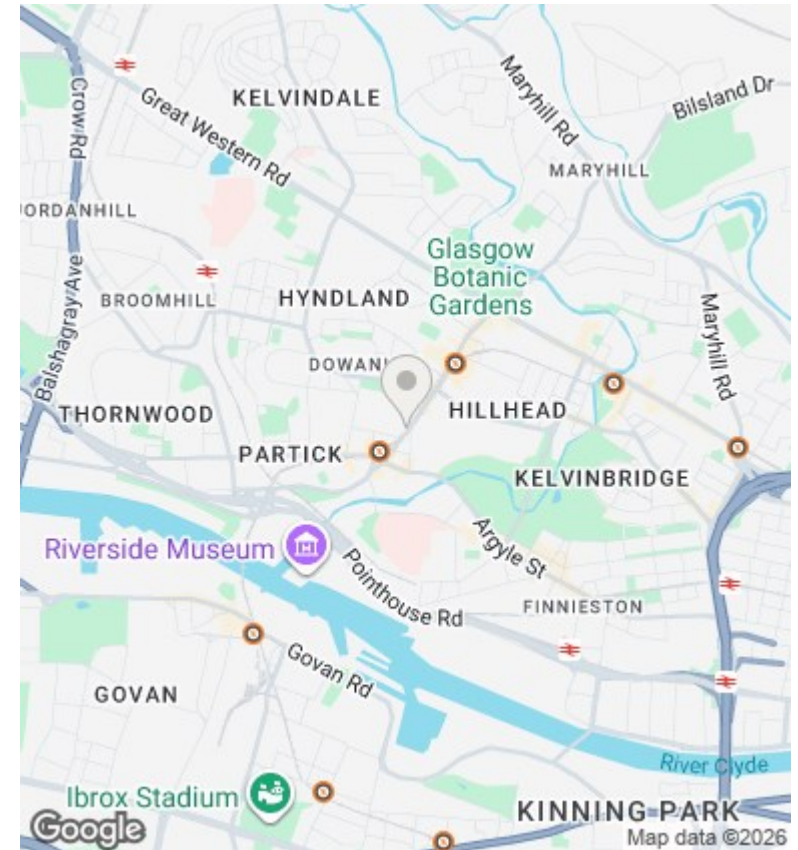 Crow Rd
KELVINDALE
Great Western Rd
Maryhill Rd
Bilsland Dr
MARYHILL
JORDANHILL
Glasgow
Botanic
Gardens
BROOMHILL
HYNDLAND
Balshagray Ave
Maryhill Rd
DOWAN
THORNWOOD
HILLHEAD
PARTICK
KELVINBRIDGE
Riverside Museum
Argyle St
Pointhouse Rd
FINNIESTON
Govan Rd
GOVAN
River Clyde
Ibrox Stadium
KINNING PARK
Google
Map data ©2026